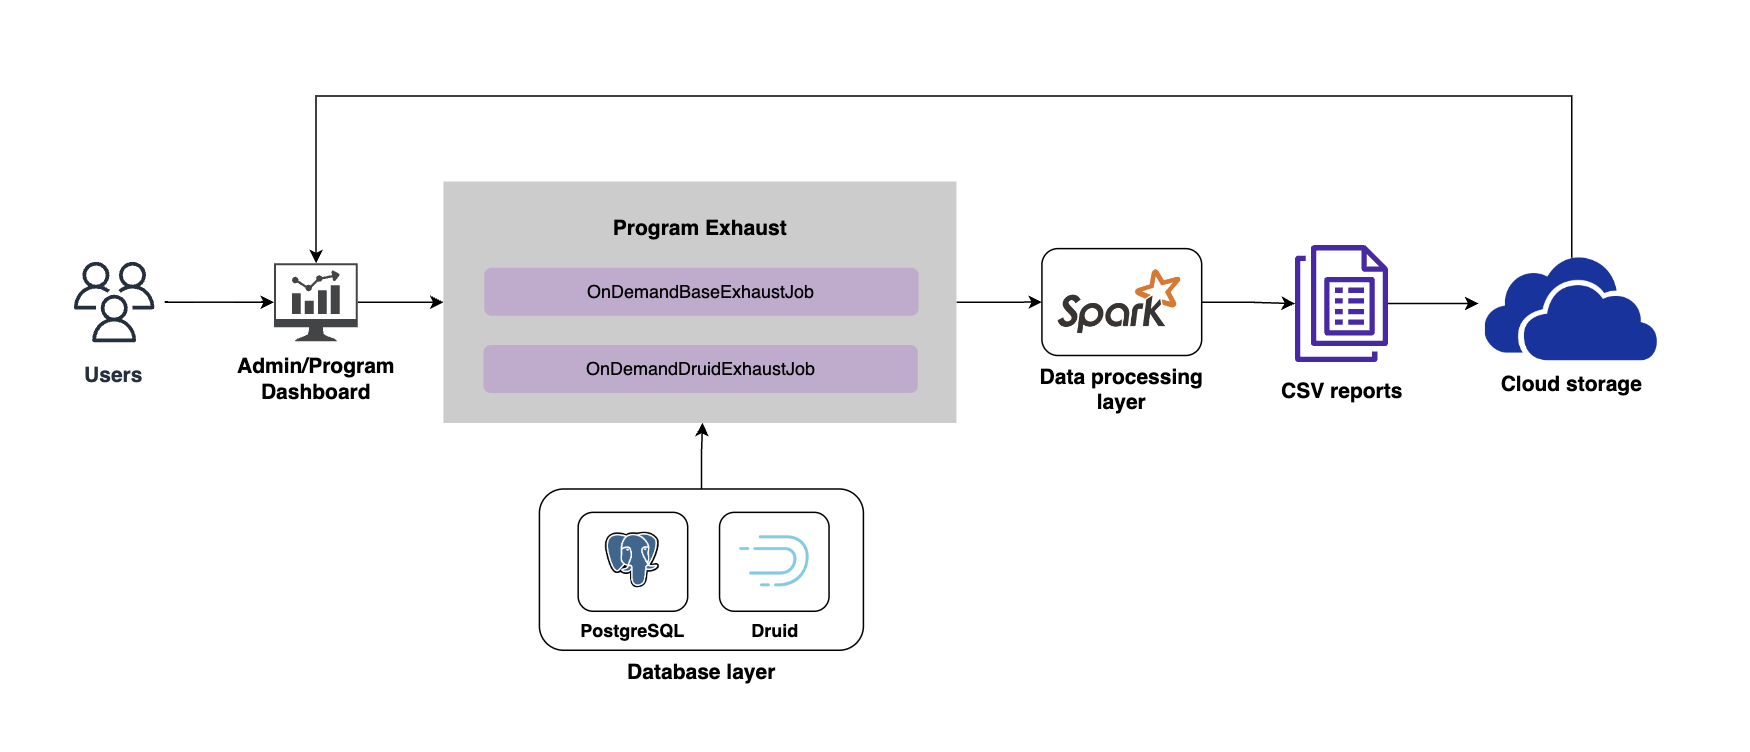 Program Exhaust
OnDemandBaseExhaustJob
OnDemandDruidExhaustJob
Users
Admin/Program
Dashboard
Spark
Data processing
layer
CSV reports
Cloud storage
PostgreSQL
Druid
Database layer